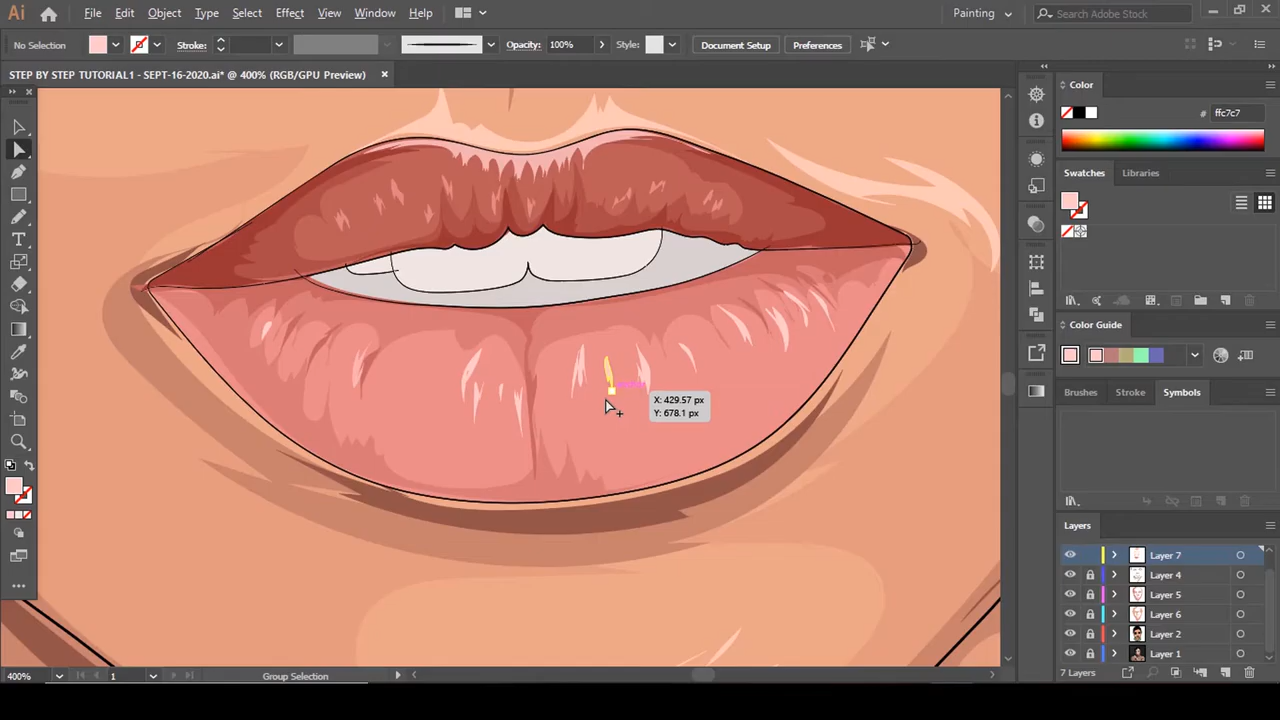 Ai File Edit Object Type Select Effect View Window Help Painting Search Adobe Stock
No Selection Stroke: Opacity: 100% Style: Document Setup Preferences
STEP BY STEP TUTORIAL1 - SEPT-16-2020.ai* @ 400% (RGB/GPU Preview)
Color
# ffc7c7
Swatches Libraries
Color Guide
Brushes Stroke Symbols
X: 429.57 px
Y: 678.1 px
Layers
Layer 7
Layer 4
Layer 5
Layer 6
Layer 2
Layer 1
7 Layers
400% 1 Group Selection